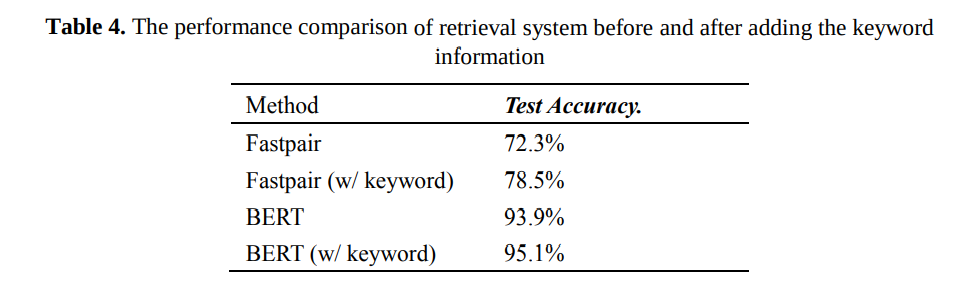 Table 4. The performance comparison of retrieval system before and after adding the keyword
information
Method Test Accuracy.
Fastpair 72.3%
Fastpair (w/ keyword) 78.5%
BERT 93.9%
BERT (w/ keyword) 95.1%